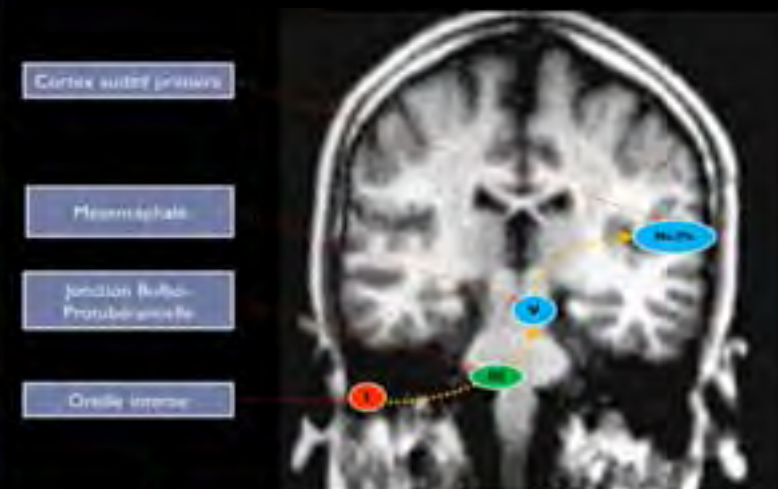 Cortex auditif primaire
Mésencéphale
Jonction Bulbo-
Protubérantielle
Oreille interne
I
V